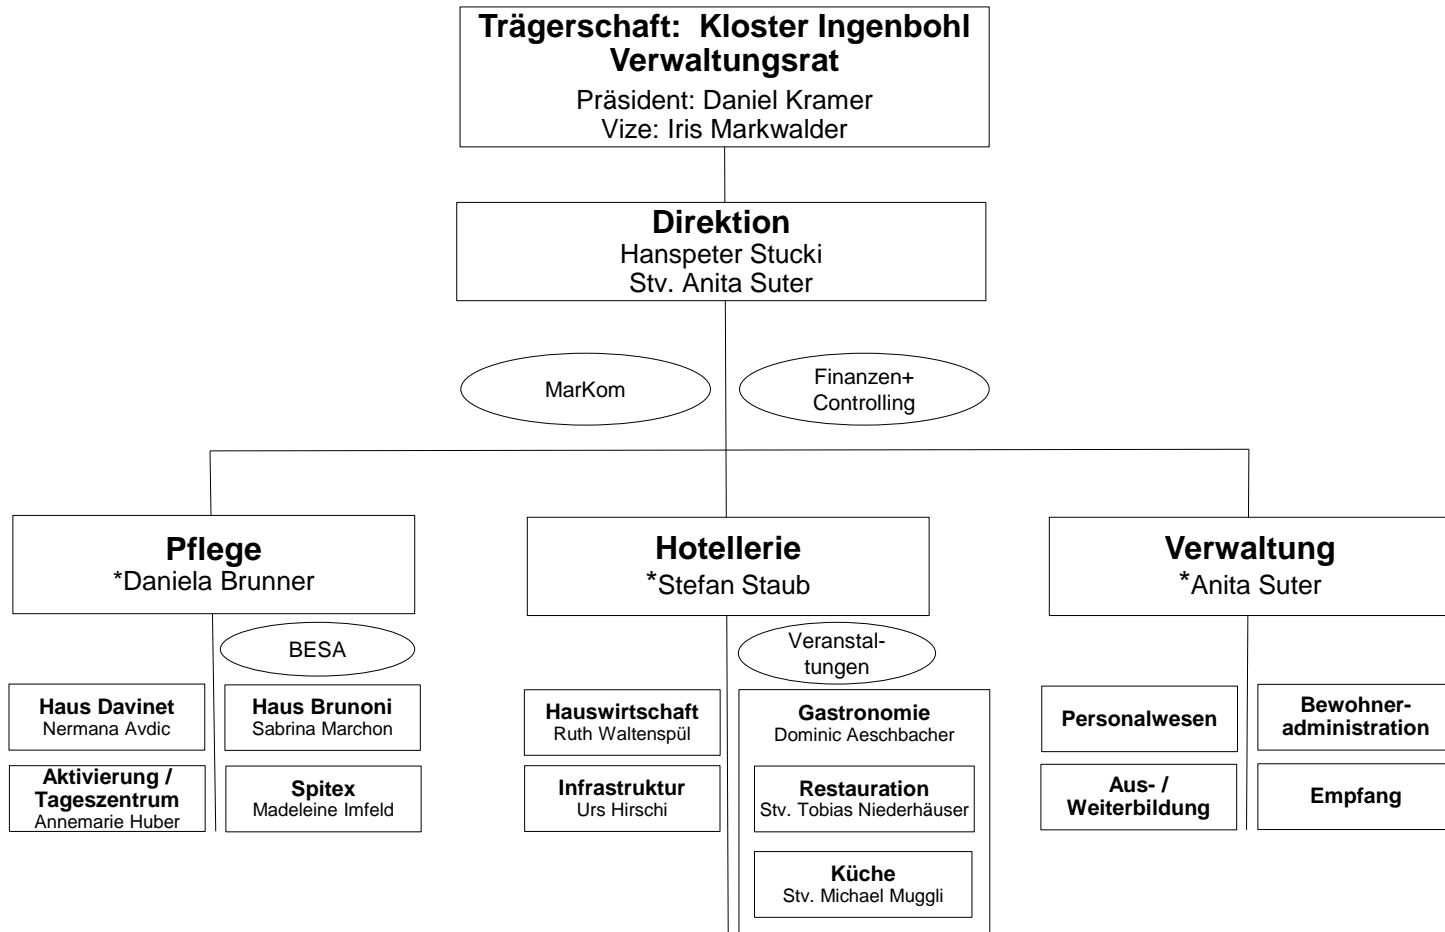 Trägerschaft: Kloster Ingenbohl
Verwaltungsrat
Präsident: Daniel Kramer
Vize: Iris Markwalder
Direktion
Hanspeter Stucki
Stv. Anita Suter
MarKom
Finanzen+
Controlling
Pflege
*Daniela Brunner
Hotellerie
*Stefan Staub
Verwaltung
*Anita Suter
BESA
Veranstal-
tungen
Haus Davinet
Nermana Avdic
Haus Brunoni
Sabrina Marchon
Aktivierung /
Tageszentrum
Annemarie Huber
Spitex
Madeleine Imfeld
Hauswirtschaft
Ruth Waltenspül
Infrastruktur
Urs Hirschi
Gastronomie
Dominic Aeschbacher
Restauration
Stv. Tobias Niederhäuser
Küche
Stv. Michael Muggli
Personalwesen
Bewohner-
administration
Aus- /
Weiterbildung
Empfang